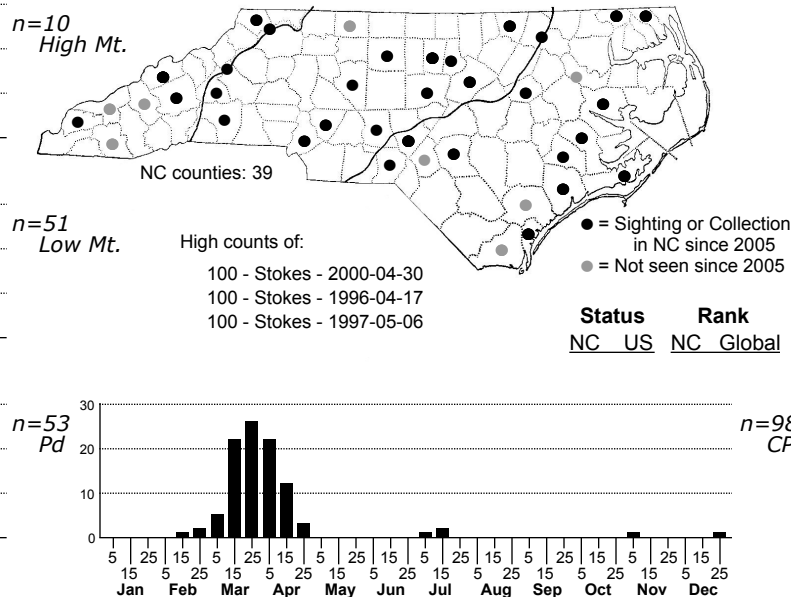 n=10
High Mt.
NC counties: 39
n=51
Low Mt.
High counts of:
100 - Stokes - 2000-04-30
100 - Stokes - 1996-04-17
100 - Stokes - 1997-05-06
= Sighting or Collection
in NC since 2005
= Not seen since 2005
Status Rank
NC US NC Global
n=53
Pd
n=98
CP
30
20
10
0
5 25 15 5 25 15 5 25 15 5 25 15 5 25 15 5 25 15
15 5 25 15 5 25 15 5 25 15 5 25 15 5 25 15 5 25
Jan Feb Mar Apr May Jun Jul Aug Sep Oct Nov Dec